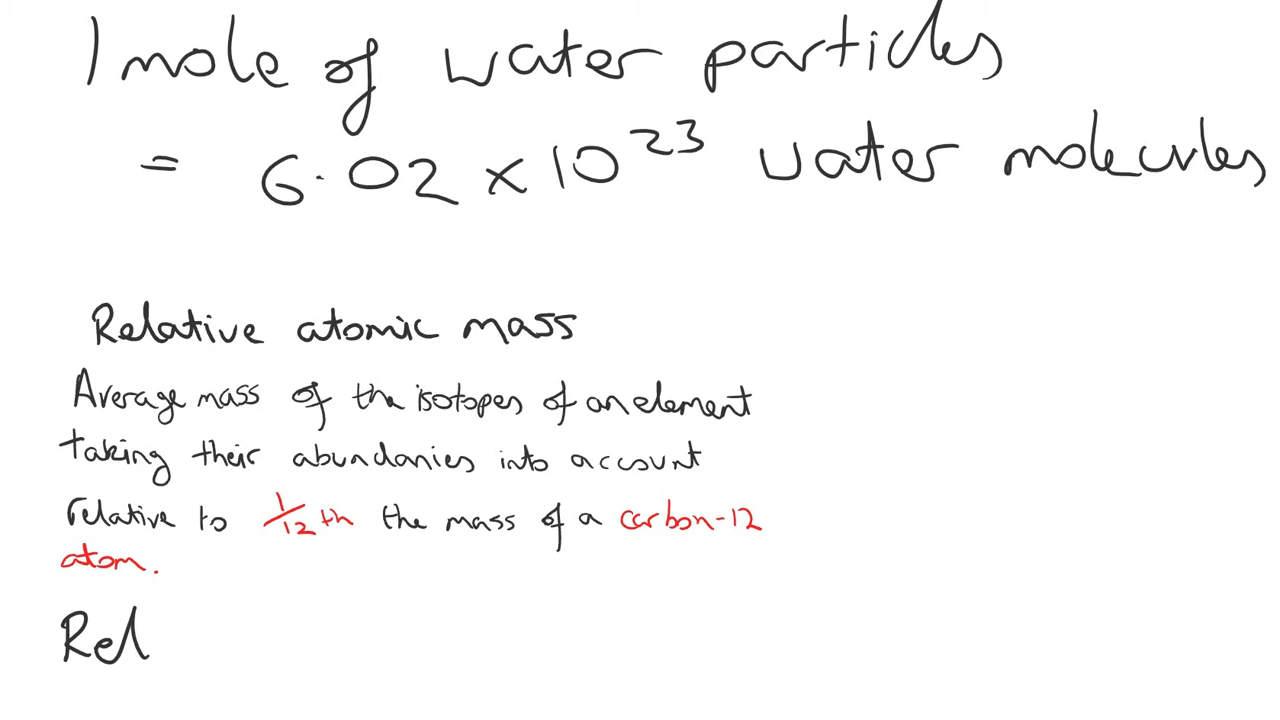 1 mole of water particles
= 6.02 x 10²³ water molecules
Relative atomic mass
Average mass of the isotopes of an element
taking their abundanies into account
relative to 1/12th the mass of a carbon-12
atom.
Rel